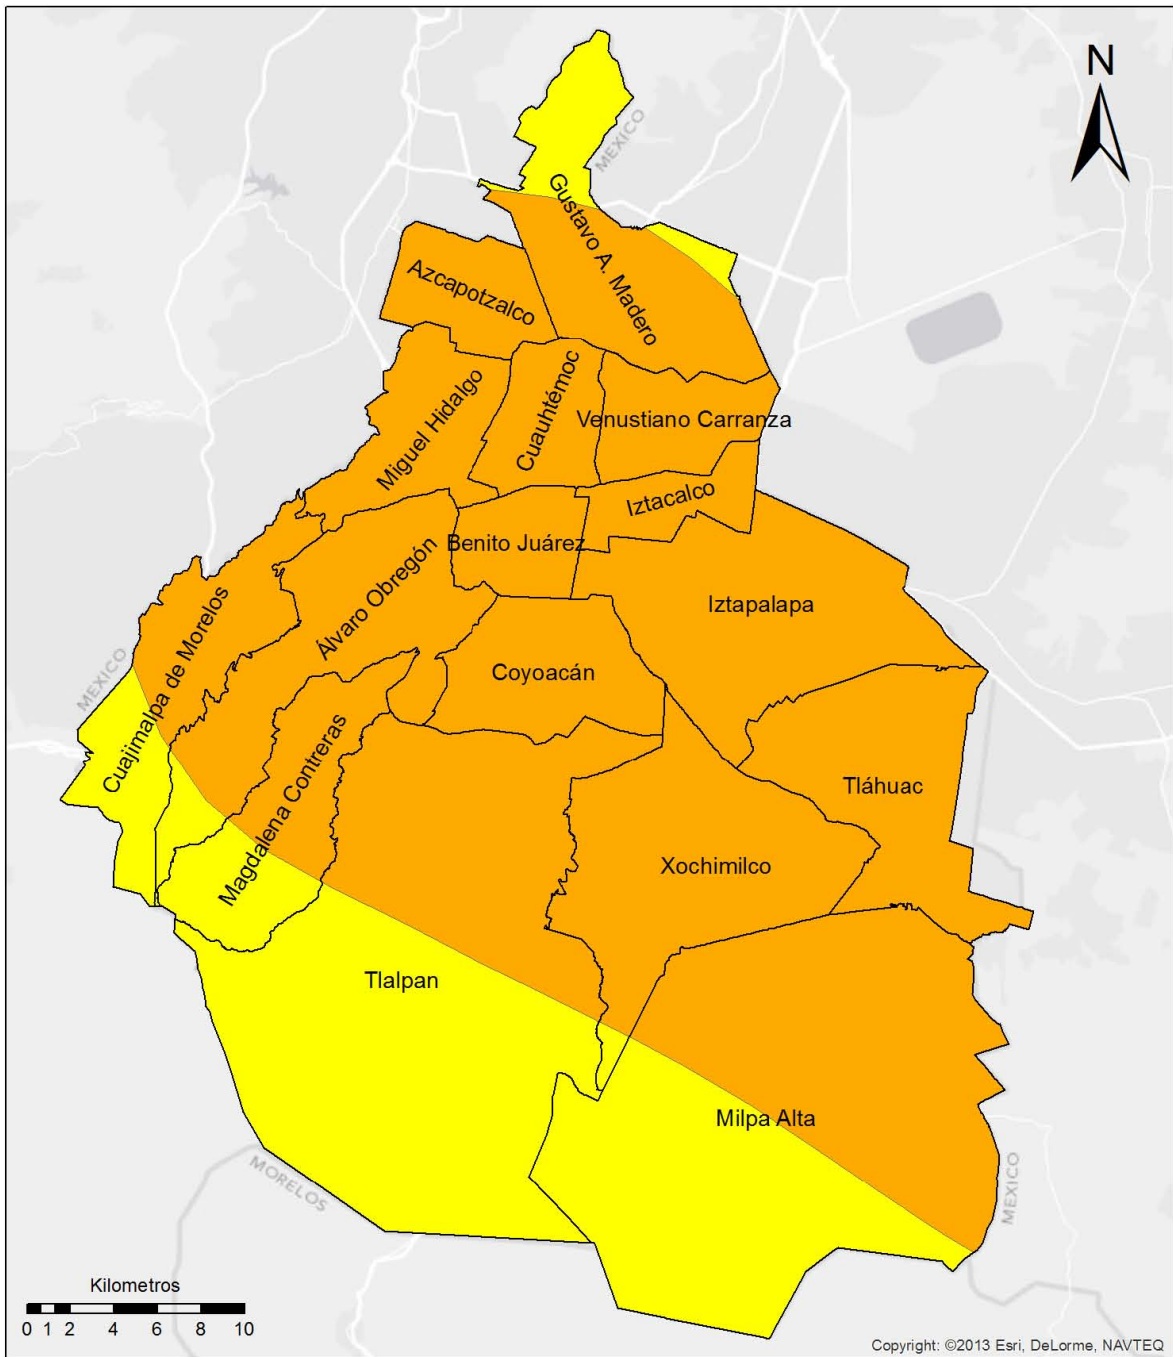 N
MEXICO
Gustavo A. Madero
Azcapotzalco
Miguel Hidalgo
Cuauhtémoc
Venustiano Carranza
Iztacalco
Benito Juárez
Iztapalapa
Álvaro Obregón
Cuajimalpa de Morelos
MEXICO
Coyoacán
Magdalena Contreras
Tláhuac
Xochimilco
Tlalpan
Milpa Alta
MORELOS
MEXICO
Kilometros
0 1 2 4 6 8 10
Copyright: ©2013 Esri, DeLorme, NAVTEQ